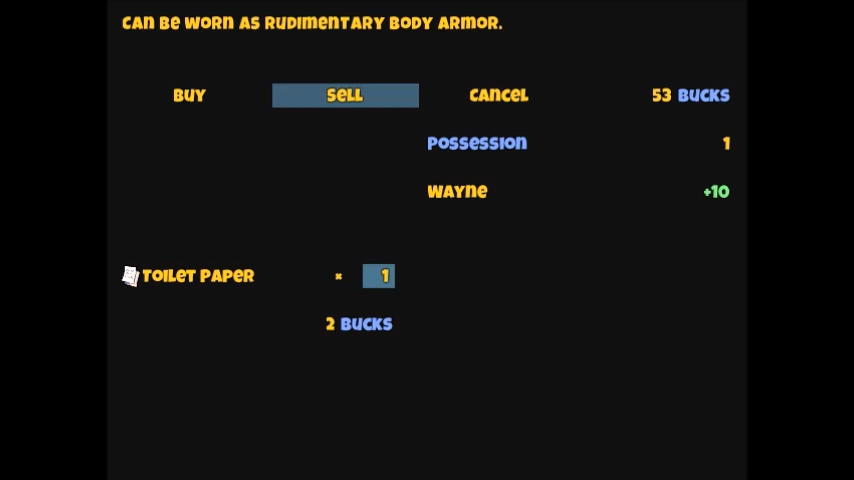 Can be worn as rudimentary body armor.
Buy Sell Cancel 53 Bucks
Possession 1
Wayne +10
Toilet Paper × 1
2 Bucks